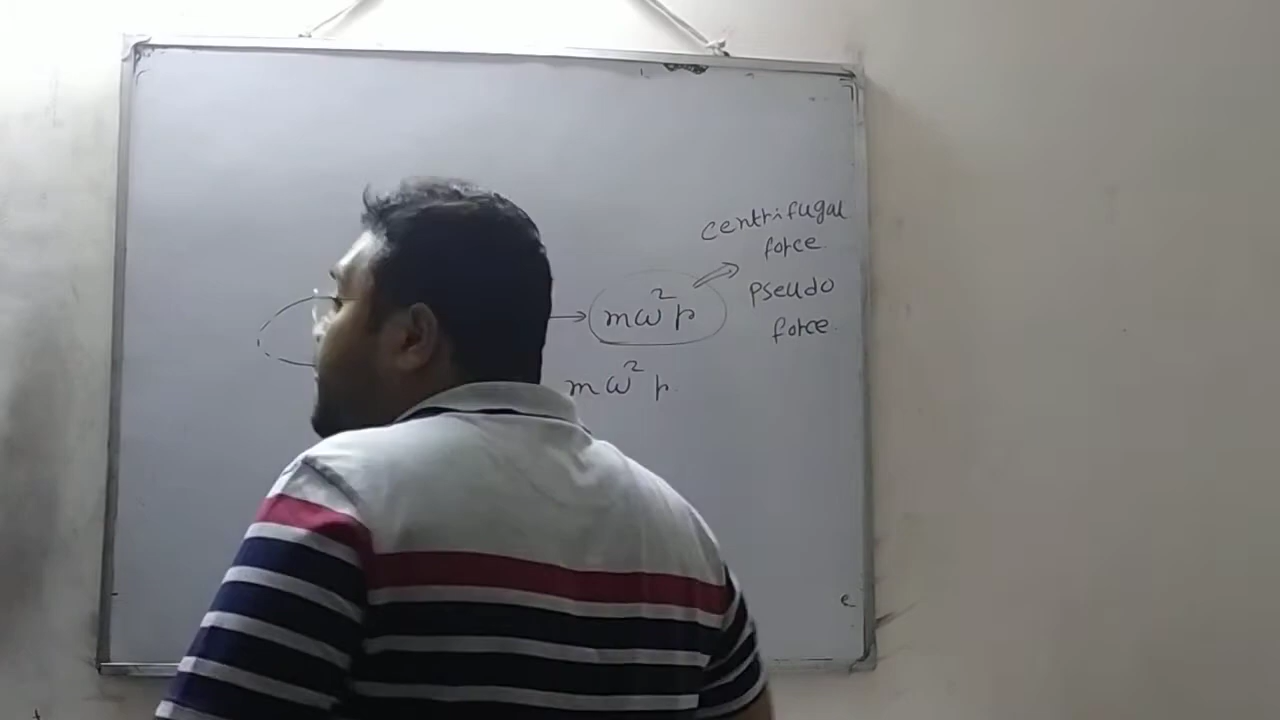 centrifugal
force
mω²r
pseudo
force.
mω²r.